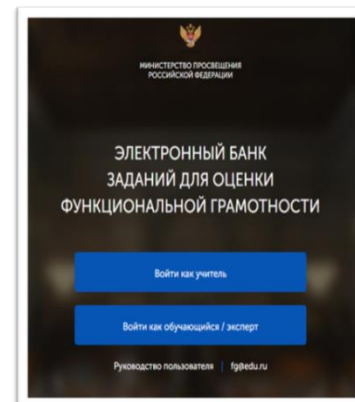 МИНИСТЕРСТВО ПРОСВЕЩЕНИЯ
РОССИЙСКОЙ ФЕДЕРАЦИИ
ЭЛЕКТРОННЫЙ БАНК
ЗАДАНИЙ ДЛЯ ОЦЕНКИ
ФУНКЦИОНАЛЬНОЙ ГРАМОТНОСТИ
Войти как учитель
Войти как обучающийся / эксперт
Руководство пользователя | fg@edu.ru